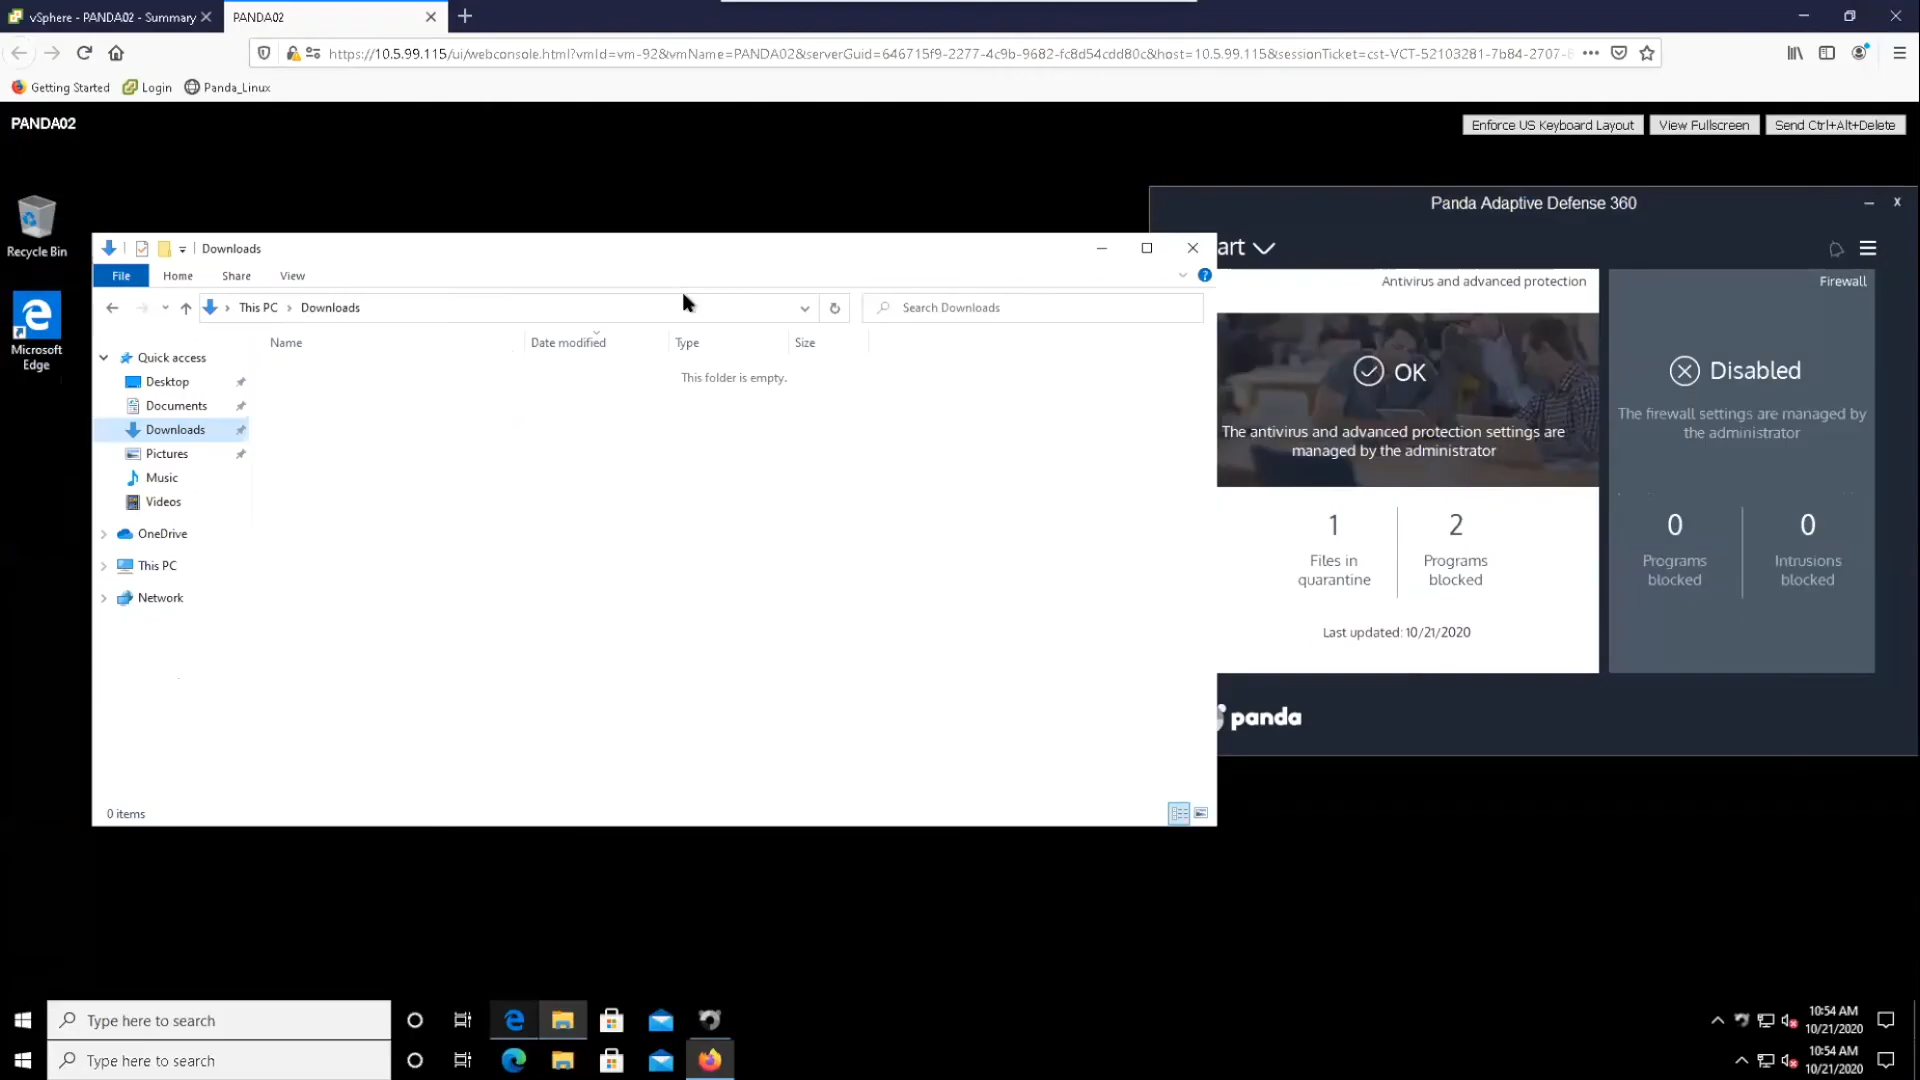 vSphere - PANDA02 - Summary
PANDA02
https://10.5.99.115/ui/webconsole.html?vmId=vm-92&vmName=PANDA02&serverGuid=646715f9-2277-4c9b-9682-fc8d54cdd80c&host=10.5.99.115&sessionTicket=cst-VCT-52103281-7b84-2707-8
Getting Started
Login
Panda_Linux
PANDA02
Enforce US Keyboard Layout
View Fullscreen
Send Ctrl+Alt+Delete
Recycle Bin
Microsoft
Edge
Downloads
File
Home
Share
View
This PC
Downloads
Search Downloads
Name
Date modified
Type
Size
This folder is empty.
Quick access
Desktop
Documents
Downloads
Pictures
Music
Videos
OneDrive
This PC
Network
0 items
Panda Adaptive Defense 360
art
Antivirus and advanced protection
OK
The antivirus and advanced protection settings are
managed by the administrator
1
Files in
quarantine
2
Programs
blocked
Last updated: 10/21/2020
Firewall
Disabled
The firewall settings are managed by
the administrator
0
Programs
blocked
0
Intrusions
blocked
panda
Type here to search
10:54 AM
10/21/2020
Type here to search
10:54 AM
10/21/2020